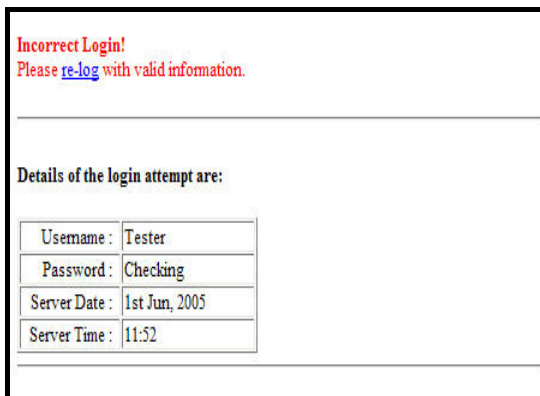 Incorrect Login!
Please re-log with valid information.
Details of the login attempt are:
Username : Tester
Password : Checking
Server Date : 1st Jun, 2005
Server Time : 11:52